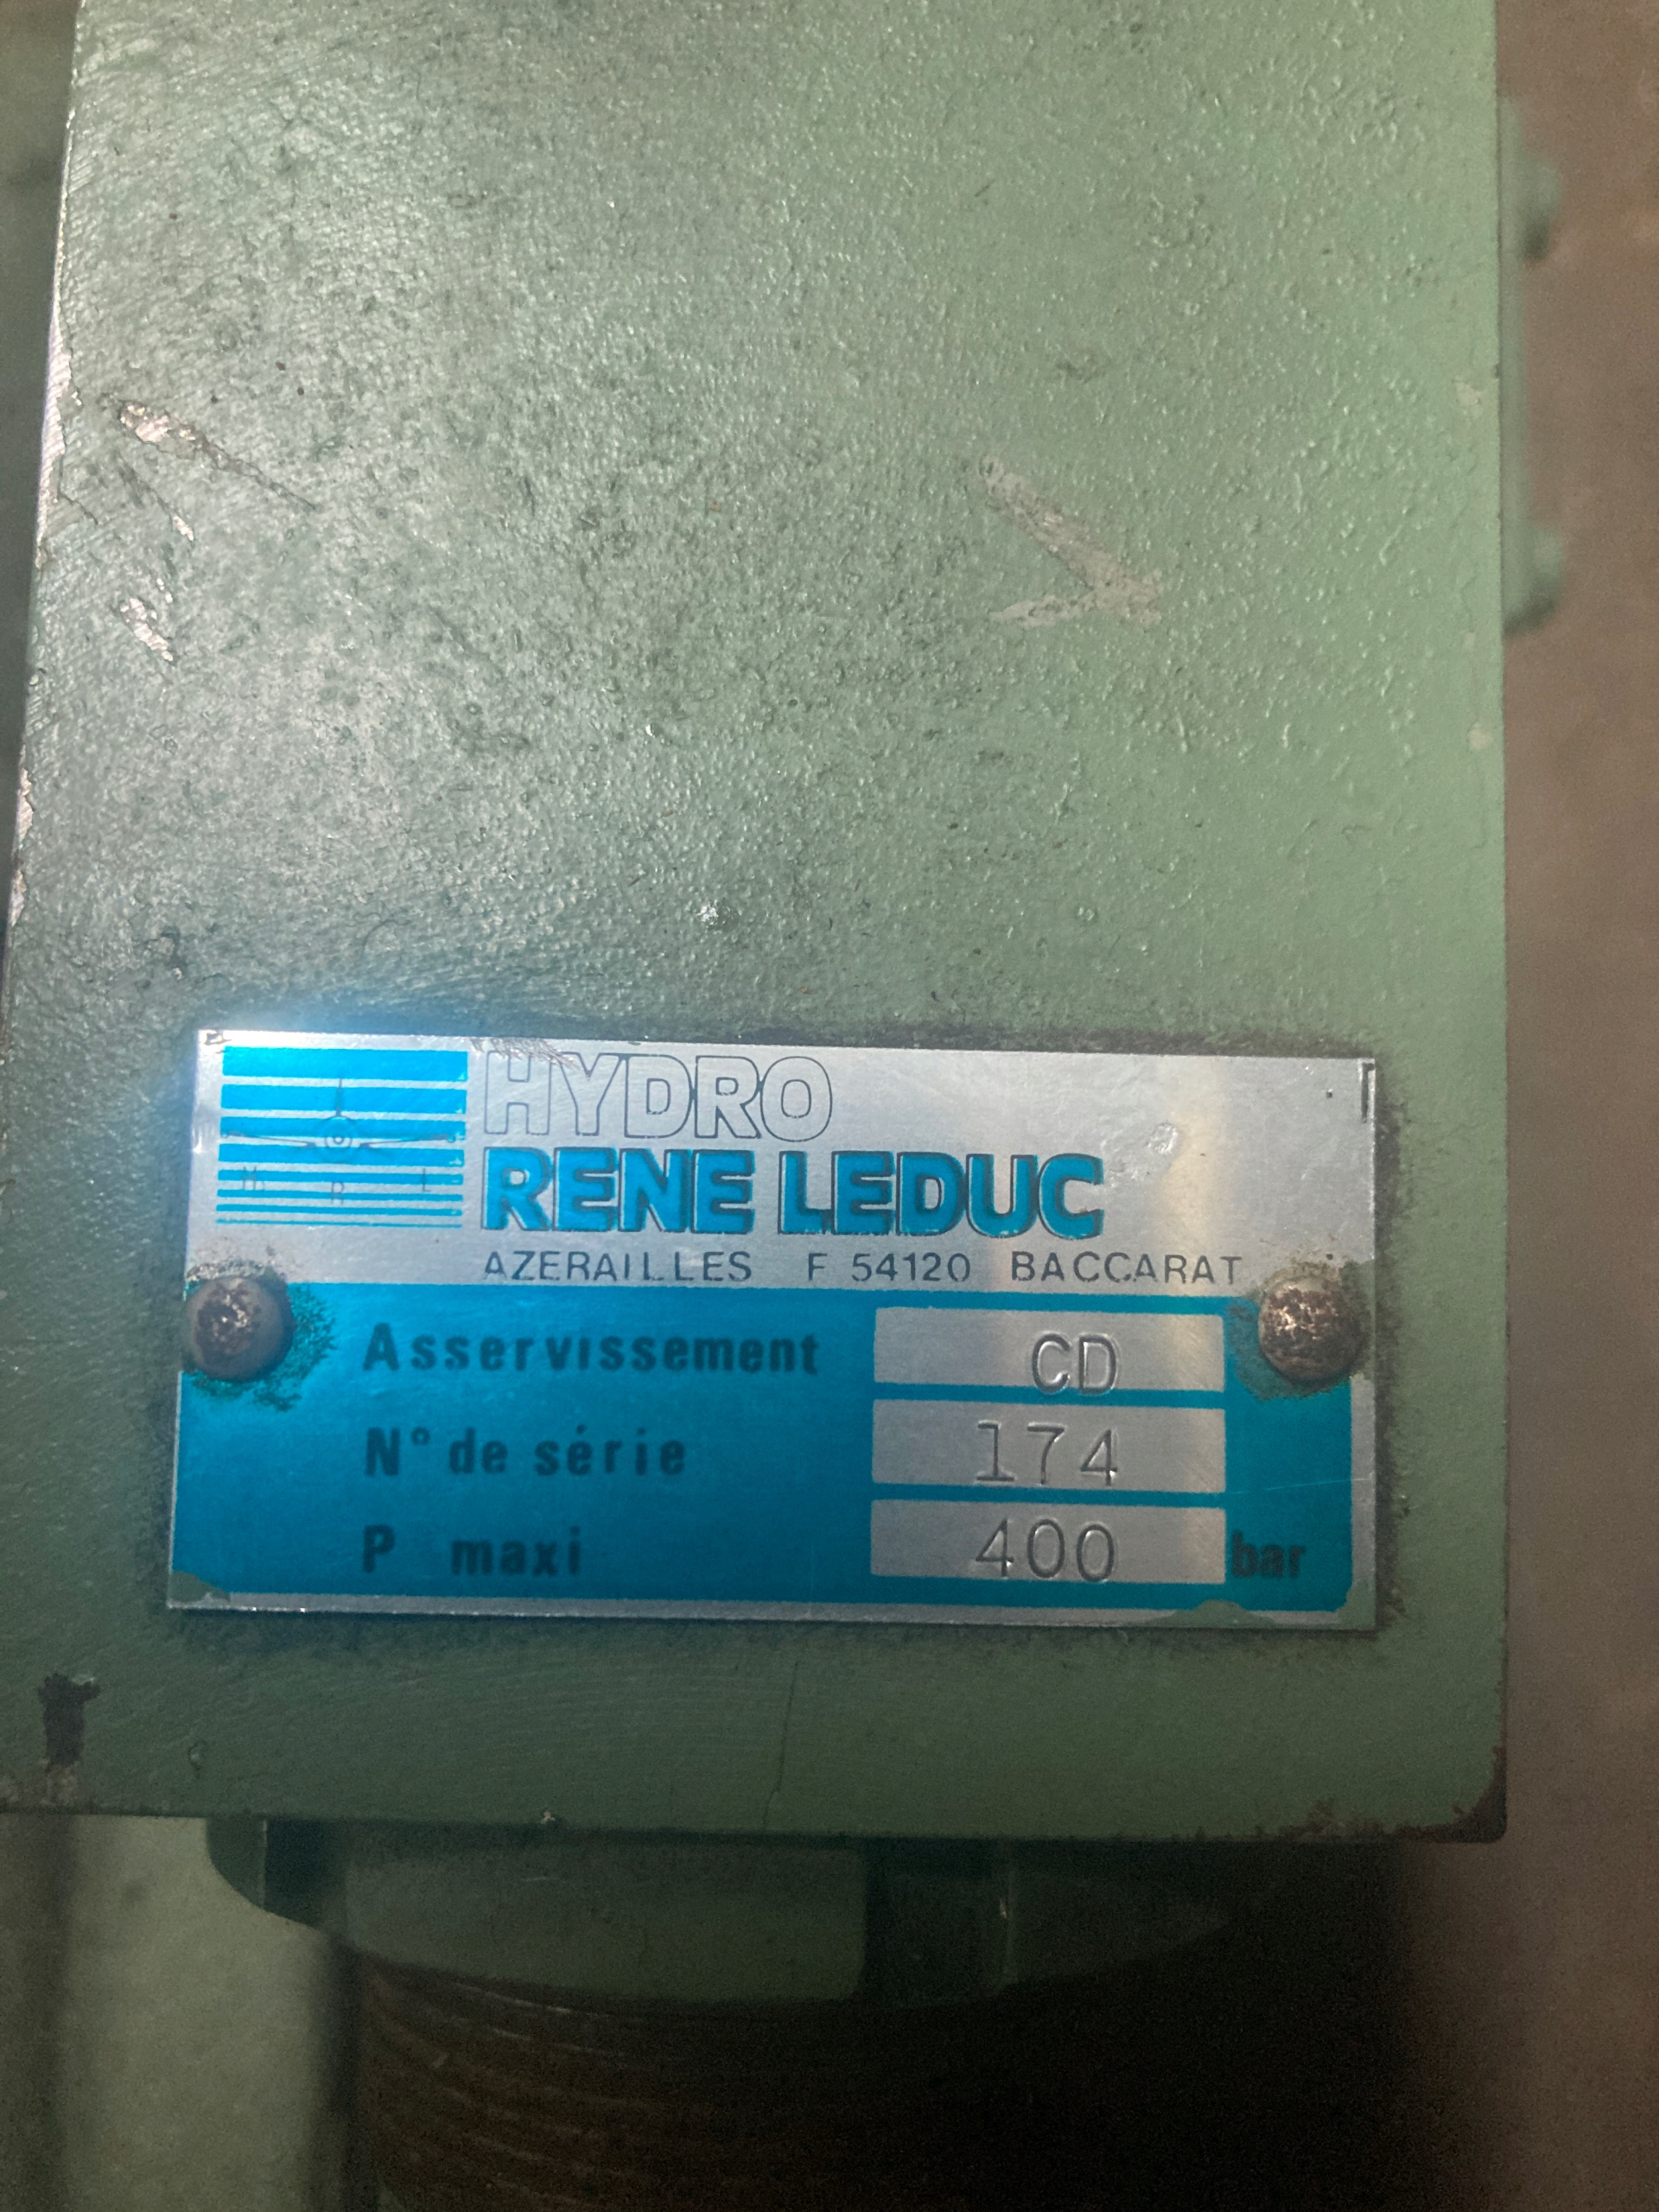 HYDRO
RENE LEDUC
H R L
AZERAILLES F 54120 BACCARAT
Asservissement CD
N° de série 174
P maxi 400 bar